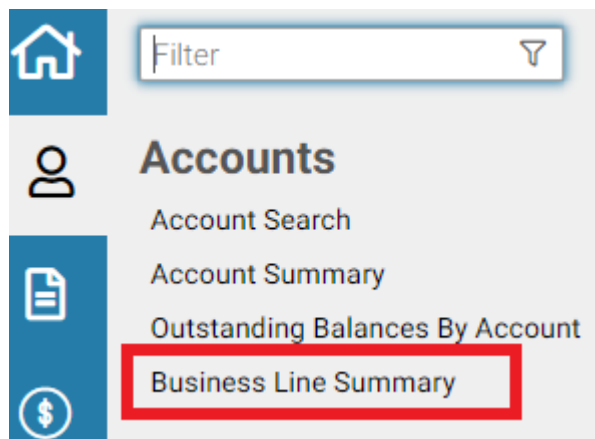 Filter
Accounts
Account Search
Account Summary
Outstanding Balances By Account
Business Line Summary
$